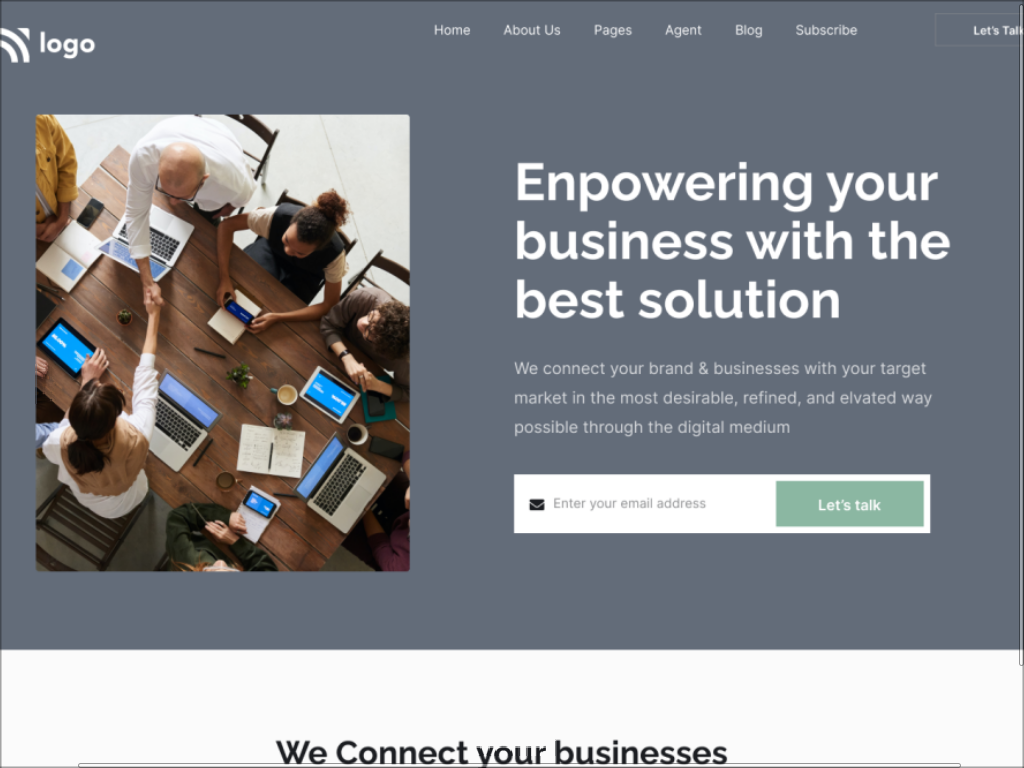 logo
Home About Us Pages Agent Blog Subscribe
Let's Talk
Enpowering your
business with the
best solution
We connect your brand & businesses with your target
market in the most desirable, refined, and elvated way
possible through the digital medium
Enter your email address
Let's talk
We Connect your businesses